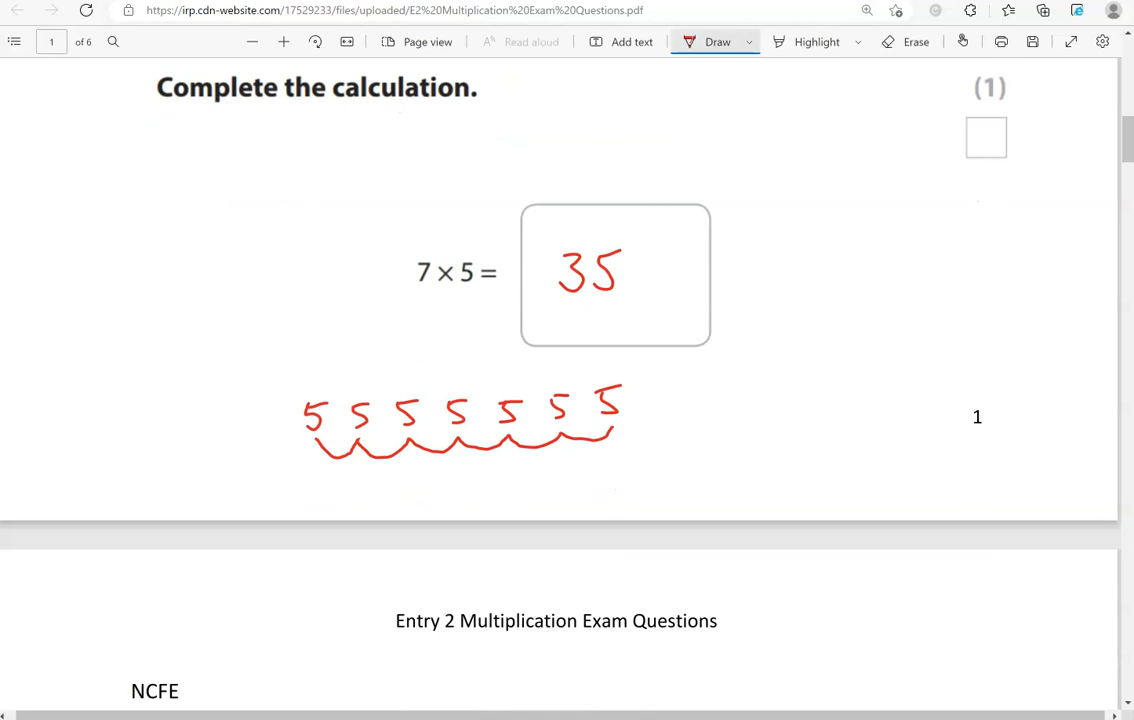 https://irp.cdn-website.com/17529233/files/uploaded/E2%20Multiplication%20Exam%20Questions.pdf
1 of 6 Page view Read aloud Add text Draw Highlight Erase
Complete the calculation. (1)
7 × 5 = 35
5 5 5 5 5 5 5
1
Entry 2 Multiplication Exam Questions
NCFE